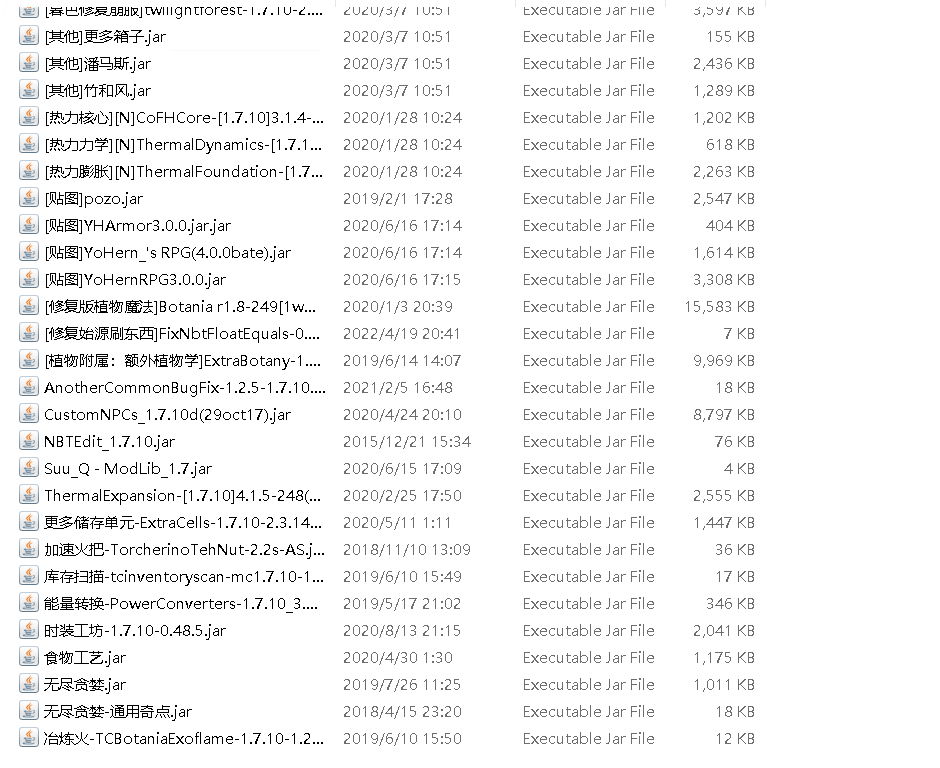 [暮色修复崩服]twilightforest-1.7.10-2.... 2020/3/7 10:51 Executable Jar File 3,597 KB
[其他]更多箱子.jar 2020/3/7 10:51 Executable Jar File 155 KB
[其他]潘马斯.jar 2020/3/7 10:51 Executable Jar File 2,436 KB
[其他]竹和风.jar 2020/3/7 10:51 Executable Jar File 1,289 KB
[热力核心][N]CoFHCore-[1.7.10]3.1.4-... 2020/1/28 10:24 Executable Jar File 1,202 KB
[热力力学][N]ThermalDynamics-[1.7.1... 2020/1/28 10:24 Executable Jar File 618 KB
[热力膨胀][N]ThermalFoundation-[1.7... 2020/1/28 10:24 Executable Jar File 2,263 KB
[贴图]pozo.jar 2019/2/1 17:28 Executable Jar File 2,547 KB
[贴图]YHArmor3.0.0.jar.jar 2020/6/16 17:14 Executable Jar File 404 KB
[贴图]YoHern_'s RPG(4.0.0bate).jar 2020/6/16 17:14 Executable Jar File 1,614 KB
[贴图]YoHernRPG3.0.0.jar 2020/6/16 17:15 Executable Jar File 3,308 KB
[修复版植物魔法]Botania r1.8-249[1w... 2020/1/3 20:39 Executable Jar File 15,583 KB
[修复始源刷东西]FixNbtFloatEquals-0.... 2022/4/19 20:41 Executable Jar File 7 KB
[植物附属：额外植物学]ExtraBotany-1.... 2019/6/14 14:07 Executable Jar File 9,969 KB
AnotherCommonBugFix-1.2.5-1.7.10.... 2021/2/5 16:48 Executable Jar File 18 KB
CustomNPCs_1.7.10d(29oct17).jar 2020/4/24 20:10 Executable Jar File 8,797 KB
NBTEdit_1.7.10.jar 2015/12/21 15:34 Executable Jar File 76 KB
Suu_Q - ModLib_1.7.jar 2020/6/15 17:09 Executable Jar File 4 KB
ThermalExpansion-[1.7.10]4.1.5-248(... 2020/2/25 17:50 Executable Jar File 2,555 KB
更多储存单元-ExtraCells-1.7.10-2.3.14... 2020/5/11 1:11 Executable Jar File 1,447 KB
加速火把-TorcherinoTehNut-2.2s-AS.j... 2018/11/10 13:09 Executable Jar File 36 KB
库存扫描-tcinventoryscan-mc1.7.10-1... 2019/6/10 15:49 Executable Jar File 17 KB
能量转换-PowerConverters-1.7.10_3.... 2019/5/17 21:02 Executable Jar File 346 KB
时装工坊-1.7.10-0.48.5.jar 2020/8/13 21:15 Executable Jar File 2,041 KB
食物工艺.jar 2020/4/30 1:30 Executable Jar File 1,175 KB
无尽贪婪.jar 2019/7/26 11:25 Executable Jar File 1,011 KB
无尽贪婪-通用奇点.jar 2018/4/15 23:20 Executable Jar File 18 KB
冶炼火-TCBotaniaExoflame-1.7.10-1.2... 2019/6/10 15:50 Executable Jar File 12 KB